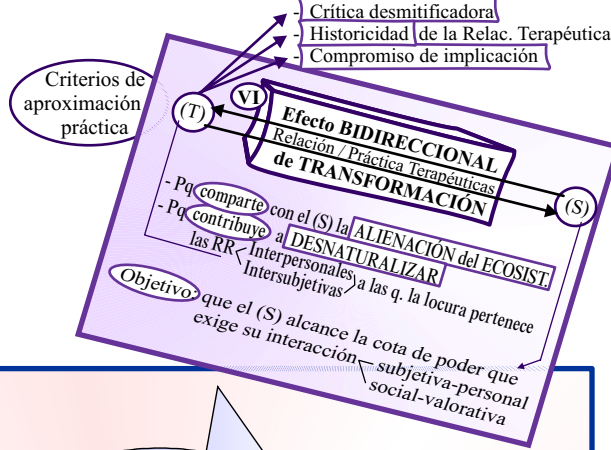 - Crítica desmitificadora
- Historicidad de la Relac. Terapéutica
- Compromiso de implicación
Criterios de
aproximación
práctica
(T)
VI
Efecto BIDIRECCIONAL
Relación / Práctica Terapéuticas
de TRANSFORMACIÓN
(S)
- Pq comparte con el (S) la ALIENACIÓN del ECOSIST.
- Pq contribuye a DESNATURALIZAR
las RR Interpersonales
Intersubjetivas
a las q. la locura pertenece
Objetivo: que el (S) alcance la cota de poder que
exige su interacción subjetiva-personal
social-valorativa